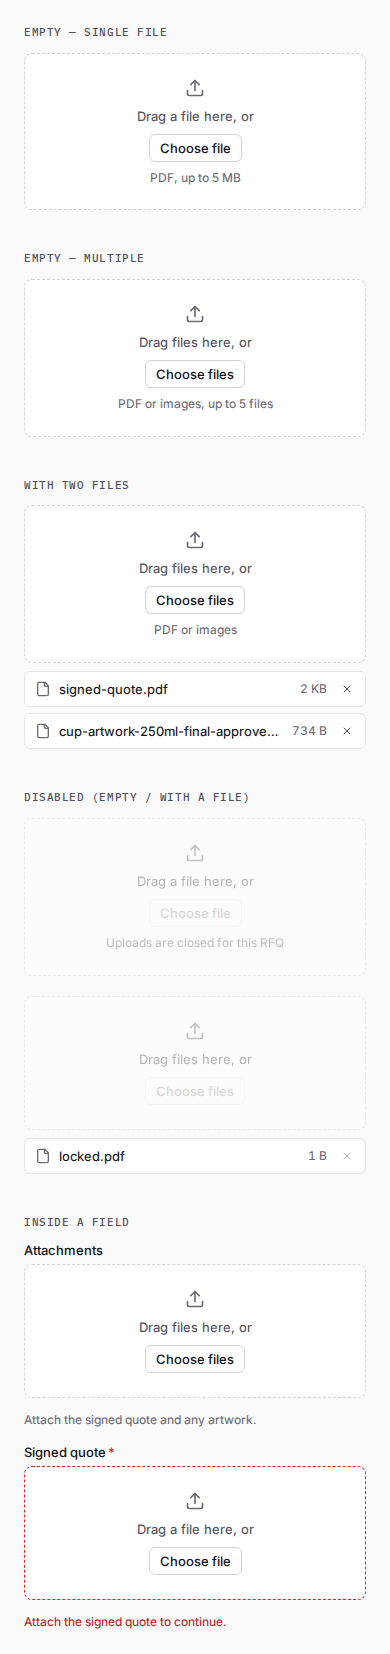 EMPTY — SINGLE FILE
Drag a file here, or
Choose file
PDF, up to 5 MB
EMPTY — MULTIPLE
Drag files here, or
Choose files
PDF or images, up to 5 files
WITH TWO FILES
Drag files here, or
Choose files
PDF or images
signed-quote.pdf 2 KB
cup-artwork-250ml-final-approve... 734 B
DISABLED (EMPTY / WITH A FILE)
Drag a file here, or
Choose file
Uploads are closed for this RFQ
Drag files here, or
Choose files
locked.pdf 1 B
INSIDE A FIELD
Attachments
Drag files here, or
Choose files
Attach the signed quote and any artwork.
Signed quote *
Drag a file here, or
Choose file
Attach the signed quote to continue.